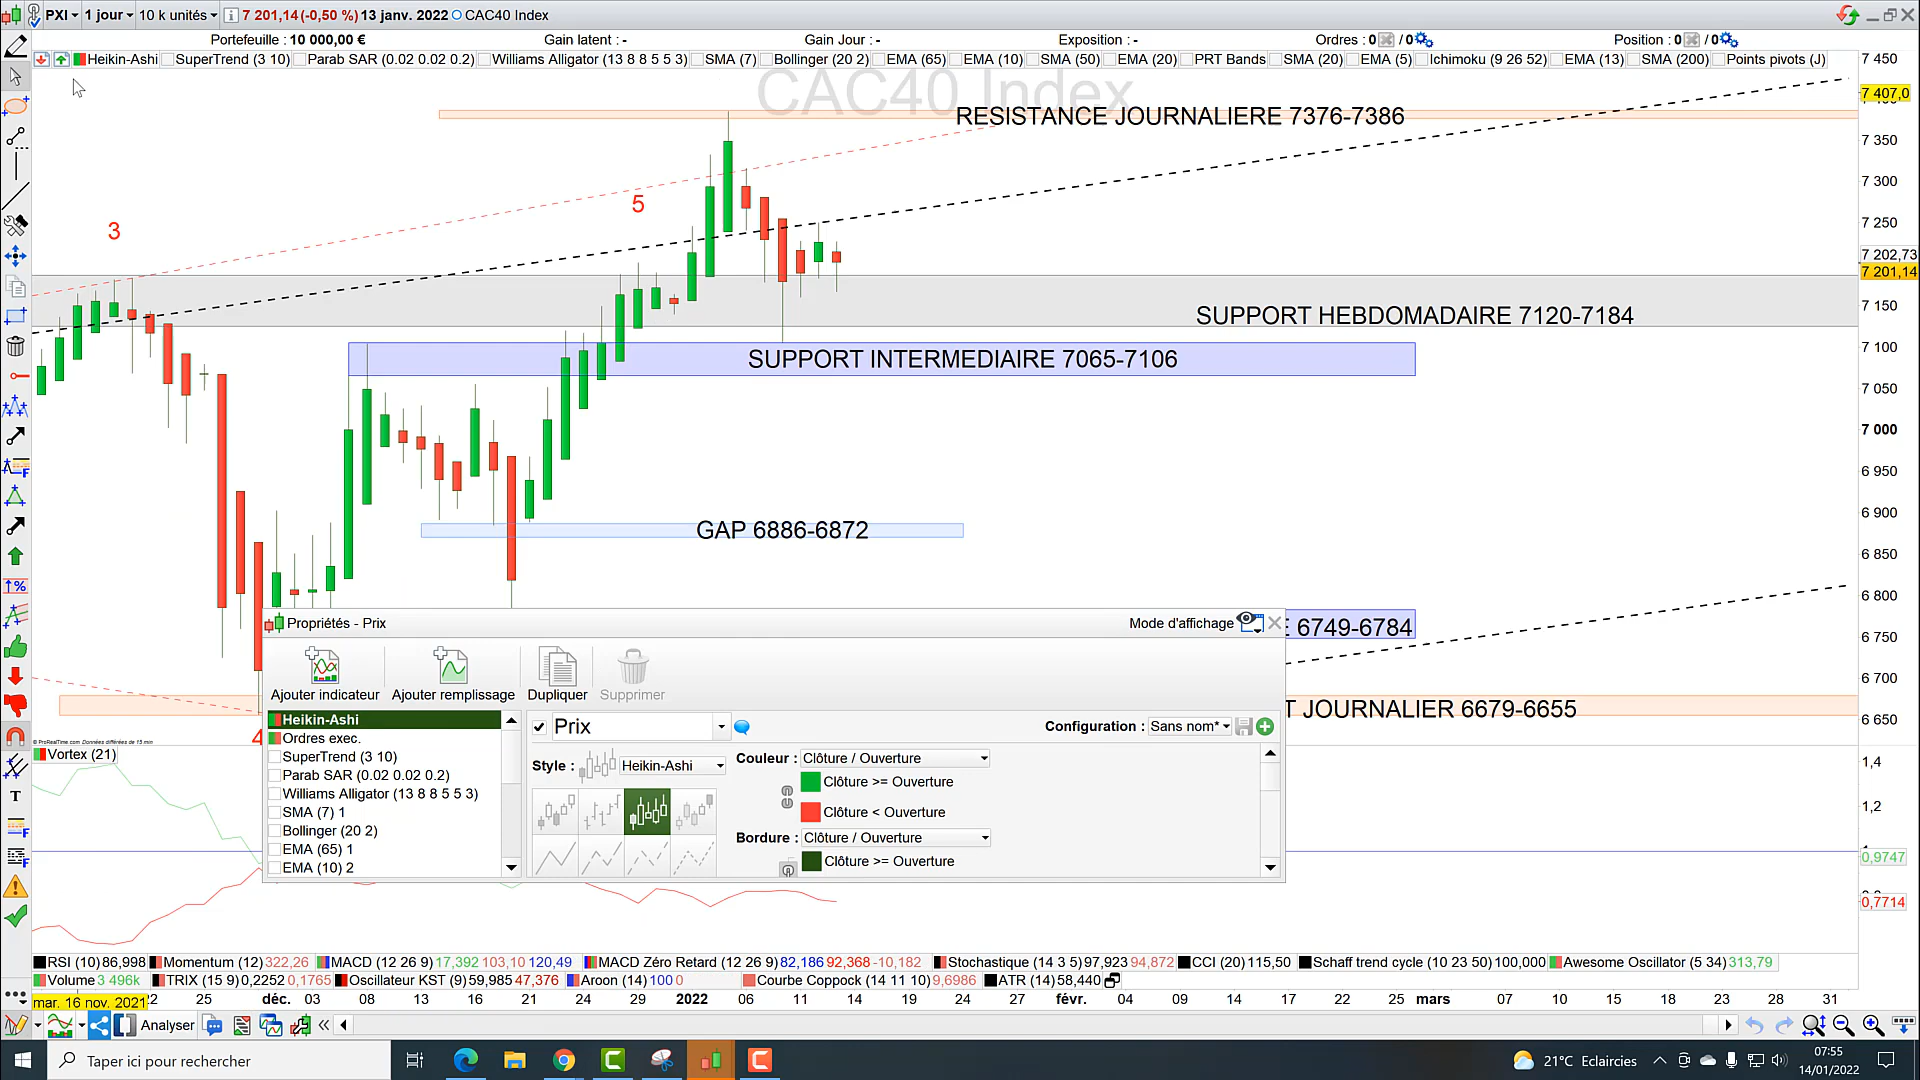 PXI 1 jour 10 k unités 7 201,14 (-0,50 %) 13 janv. 2022 CAC40 Index
Portefeuille : 10 000,00 € Gain latent : - Gain Jour : - Exposition : - Ordres : 0 / 0 Position : 0 / 0
Heikin-Ashi SuperTrend (3 10) Parab SAR (0.02 0.02 0.2) Williams Alligator (13 8 8 5 5 3) SMA (7) Bollinger (20 2) EMA (65) EMA (10) SMA (50) EMA (20) PRT Bands SMA (20) EMA (5) Ichimoku (9 26 52) EMA (13) SMA (200) Points pivots (J)
7 450
CAC40 Index
7 407,0
RESISTANCE JOURNALIERE 7376-7386
7 350
7 300
5
7 250
3
7 202,73
7 201,14
7 150
SUPPORT HEBDOMADAIRE 7120-7184
7 100
SUPPORT INTERMEDIAIRE 7065-7106
7 050
7 000
6 950
6 900
GAP 6886-6872
6 850
6 800
Propriétés - Prix Mode d'affichage
6749-6784
6 750
Ajouter indicateur Ajouter remplissage Dupliquer Supprimer
6 700
T JOURNALIER 6679-6655
6 650
Heikin-Ashi
Ordres exec.
SuperTrend (3 10)
Parab SAR (0.02 0.02 0.2)
Williams Alligator (13 8 8 5 5 3)
SMA (7) 1
Bollinger (20 2)
EMA (65) 1
EMA (10) 2
Prix
Configuration : Sans nom*
Style : Heikin-Ashi
Couleur : Clôture / Ouverture
Clôture >= Ouverture
Clôture < Ouverture
Bordure : Clôture / Ouverture
Clôture >= Ouverture
4
© ProRealTime.com Données différées de 15 min
Vortex (21)
1,4
1,2
0,9747
0,7714
RSI (10) 86,998 Momentum (12) 322,26 MACD (12 26 9) 17,392 103,10 120,49 MACD Zéro Retard (12 26 9) 82,186 92,368 -10,182 Stochastique (14 3 5) 97,923 94,872 CCI (20) 115,50 Schaff trend cycle (10 23 50) 100,000 Awesome Oscillator (5 34) 313,79
Volume 3 496k TRIX (15 9) 0,2252 0,1765 Oscillateur KST (9) 59,985 47,376 Aroon (14) 100 0 Courbe Coppock (14 11 10) 9,6986 ATR (14) 58,440
mar. 16 nov. 2021 2 25 déc. 03 08 13 16 21 24 29 2022 06 11 14 19 24 27 févr. 04 09 14 17 22 25 mars 07 10 15 18 23 28 31
Analyser
Taper ici pour rechercher
21°C Eclaircies
07:55
14/01/2022